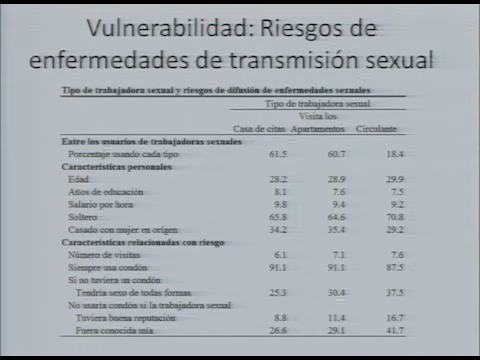 Vulnerabilidad: Riesgos de
enfermedades de transmisión sexual
Tipo de trabajadora sexual y riesgos de difusión de enfermedades sexuales
Tipo de trabajadora sexual
Visita los
Casa de citas Apartamentos Circulante
Entre los usuarios de trabajadoras sexuales
Porcentaje usando cada tipo 61.5 60.7 18.4
Características personales
Edad 28.2 28.9 29.9
Años de educación 8.1 7.6 7.5
Salario por hora 9.8 9.4 9.2
Soltero 65.8 64.6 70.8
Casado con mujer en origen 34.2 35.4 29.2
Características relacionadas con riesgo
Número de visitas 6.1 7.1 7.6
Siempre usa condón 91.1 91.1 87.5
Si no tuviera un condón:
Tendría sexo de todas formas 25.3 30.4 37.5
No usaría condón si la trabajadora sexual:
Tuviera buena reputación 8.8 11.4 16.7
Fuera conocida mía 26.6 29.1 41.7